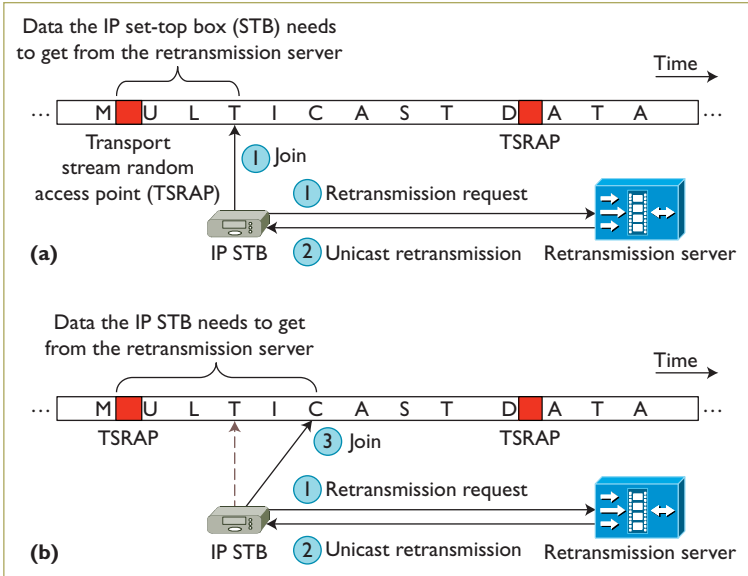 Data the IP set-top box (STB) needs
to get from the retransmission server
Time
... M U L T I C A S T D A T A ...
Transport
stream random
access point (TSRAP)
TSRAP
1 Join
1 Retransmission request
2 Unicast retransmission
IP STB
Retransmission server
(a)
Data the IP STB needs to get
from the retransmission server
Time
... M U L T I C A S T D A T A ...
TSRAP
TSRAP
3 Join
1 Retransmission request
2 Unicast retransmission
IP STB
Retransmission server
(b)